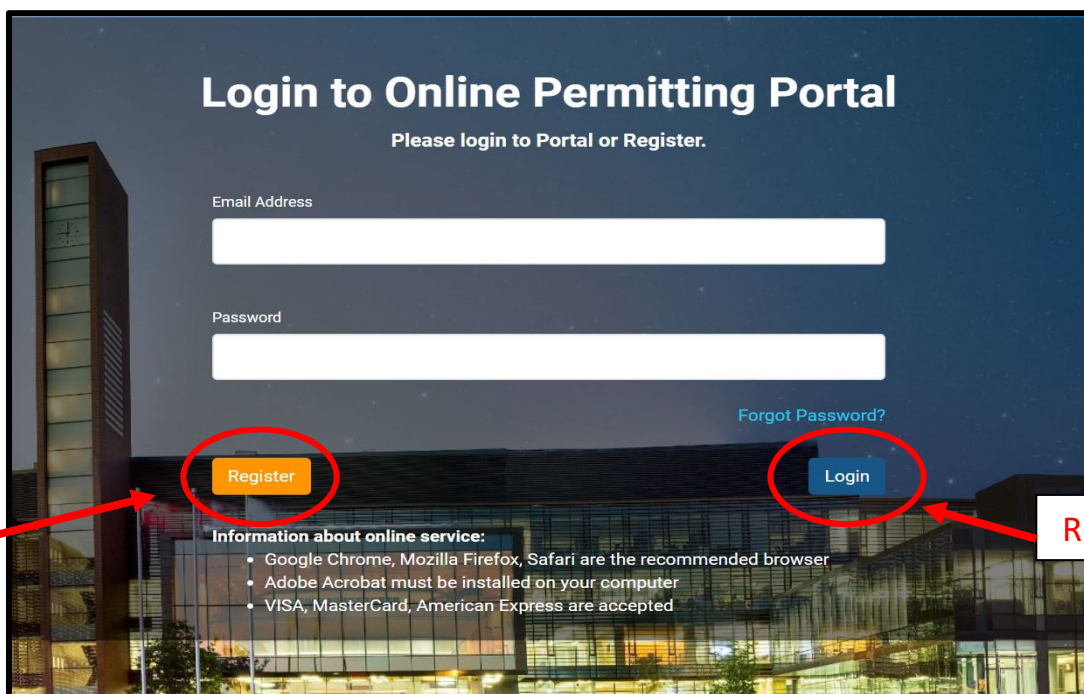 Login to Online Permitting Portal
Please login to Portal or Register.
Email Address
Password
Forgot Password?
Register
Login
R
Information about online service:
• Google Chrome, Mozilla Firefox, Safari are the recommended browser
• Adobe Acrobat must be installed on your computer
• VISA, MasterCard, American Express are accepted